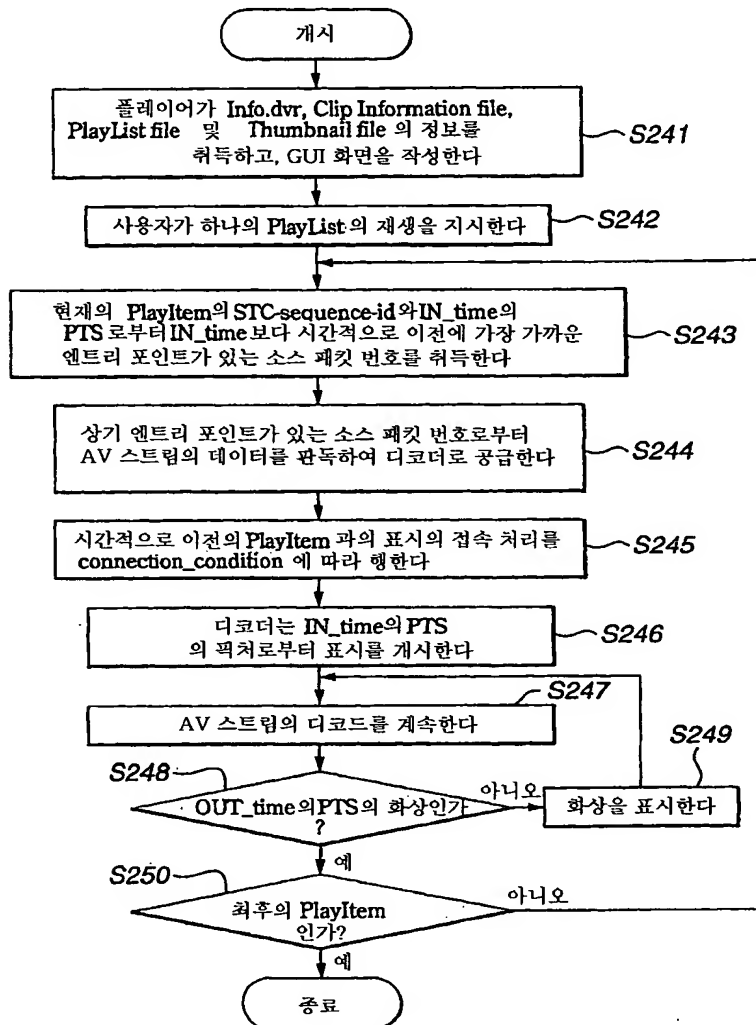 개시
플레이어가 Info.dvr, Clip Information file,
PlayList file 및 Thumbnail file 의 정보를
취득하고, GUI 화면을 작성한다
S241
사용자가 하나의 PlayList 의 재생을 지시한다
S242
현재의 PlayItem의 STC-sequence-id와 IN_time의
PTS 로부터 IN_time 보다 시간적으로 이전에 가장 가까운
엔트리 포인트가 있는 소스 패킷 번호를 취득한다
S243
상기 엔트리 포인트가 있는 소스 패킷 번호로부터
AV 스트림의 데이터를 판독하여 디코더로 공급한다
S244
시간적으로 이전의 PlayItem 과의 표시의 접속 처리를
connection_condition 에 따라 행한다
S245
디코더는 IN_time의 PTS
의 픽처로부터 표시를 개시한다
S246
S247
AV 스트림의 디코드를 계속한다
S248
OUT_time의 PTS의 화상인가
?
아니오
S249
화상을 표시한다
예
S250
최후의 PlayItem
인가?
아니오
예
종료